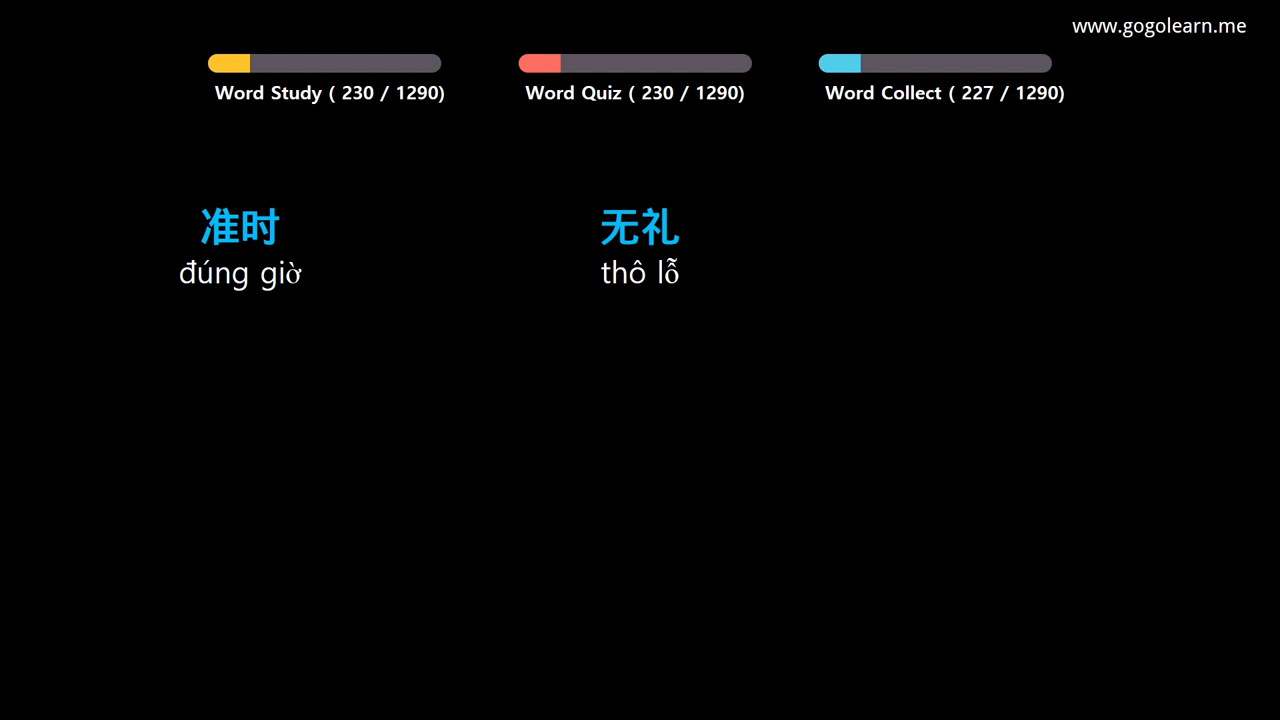 www.gogolearn.me
Word Study ( 230 / 1290)
Word Quiz ( 230 / 1290)
Word Collect ( 227 / 1290)
准时
đúng giờ
无礼
thô lỗ